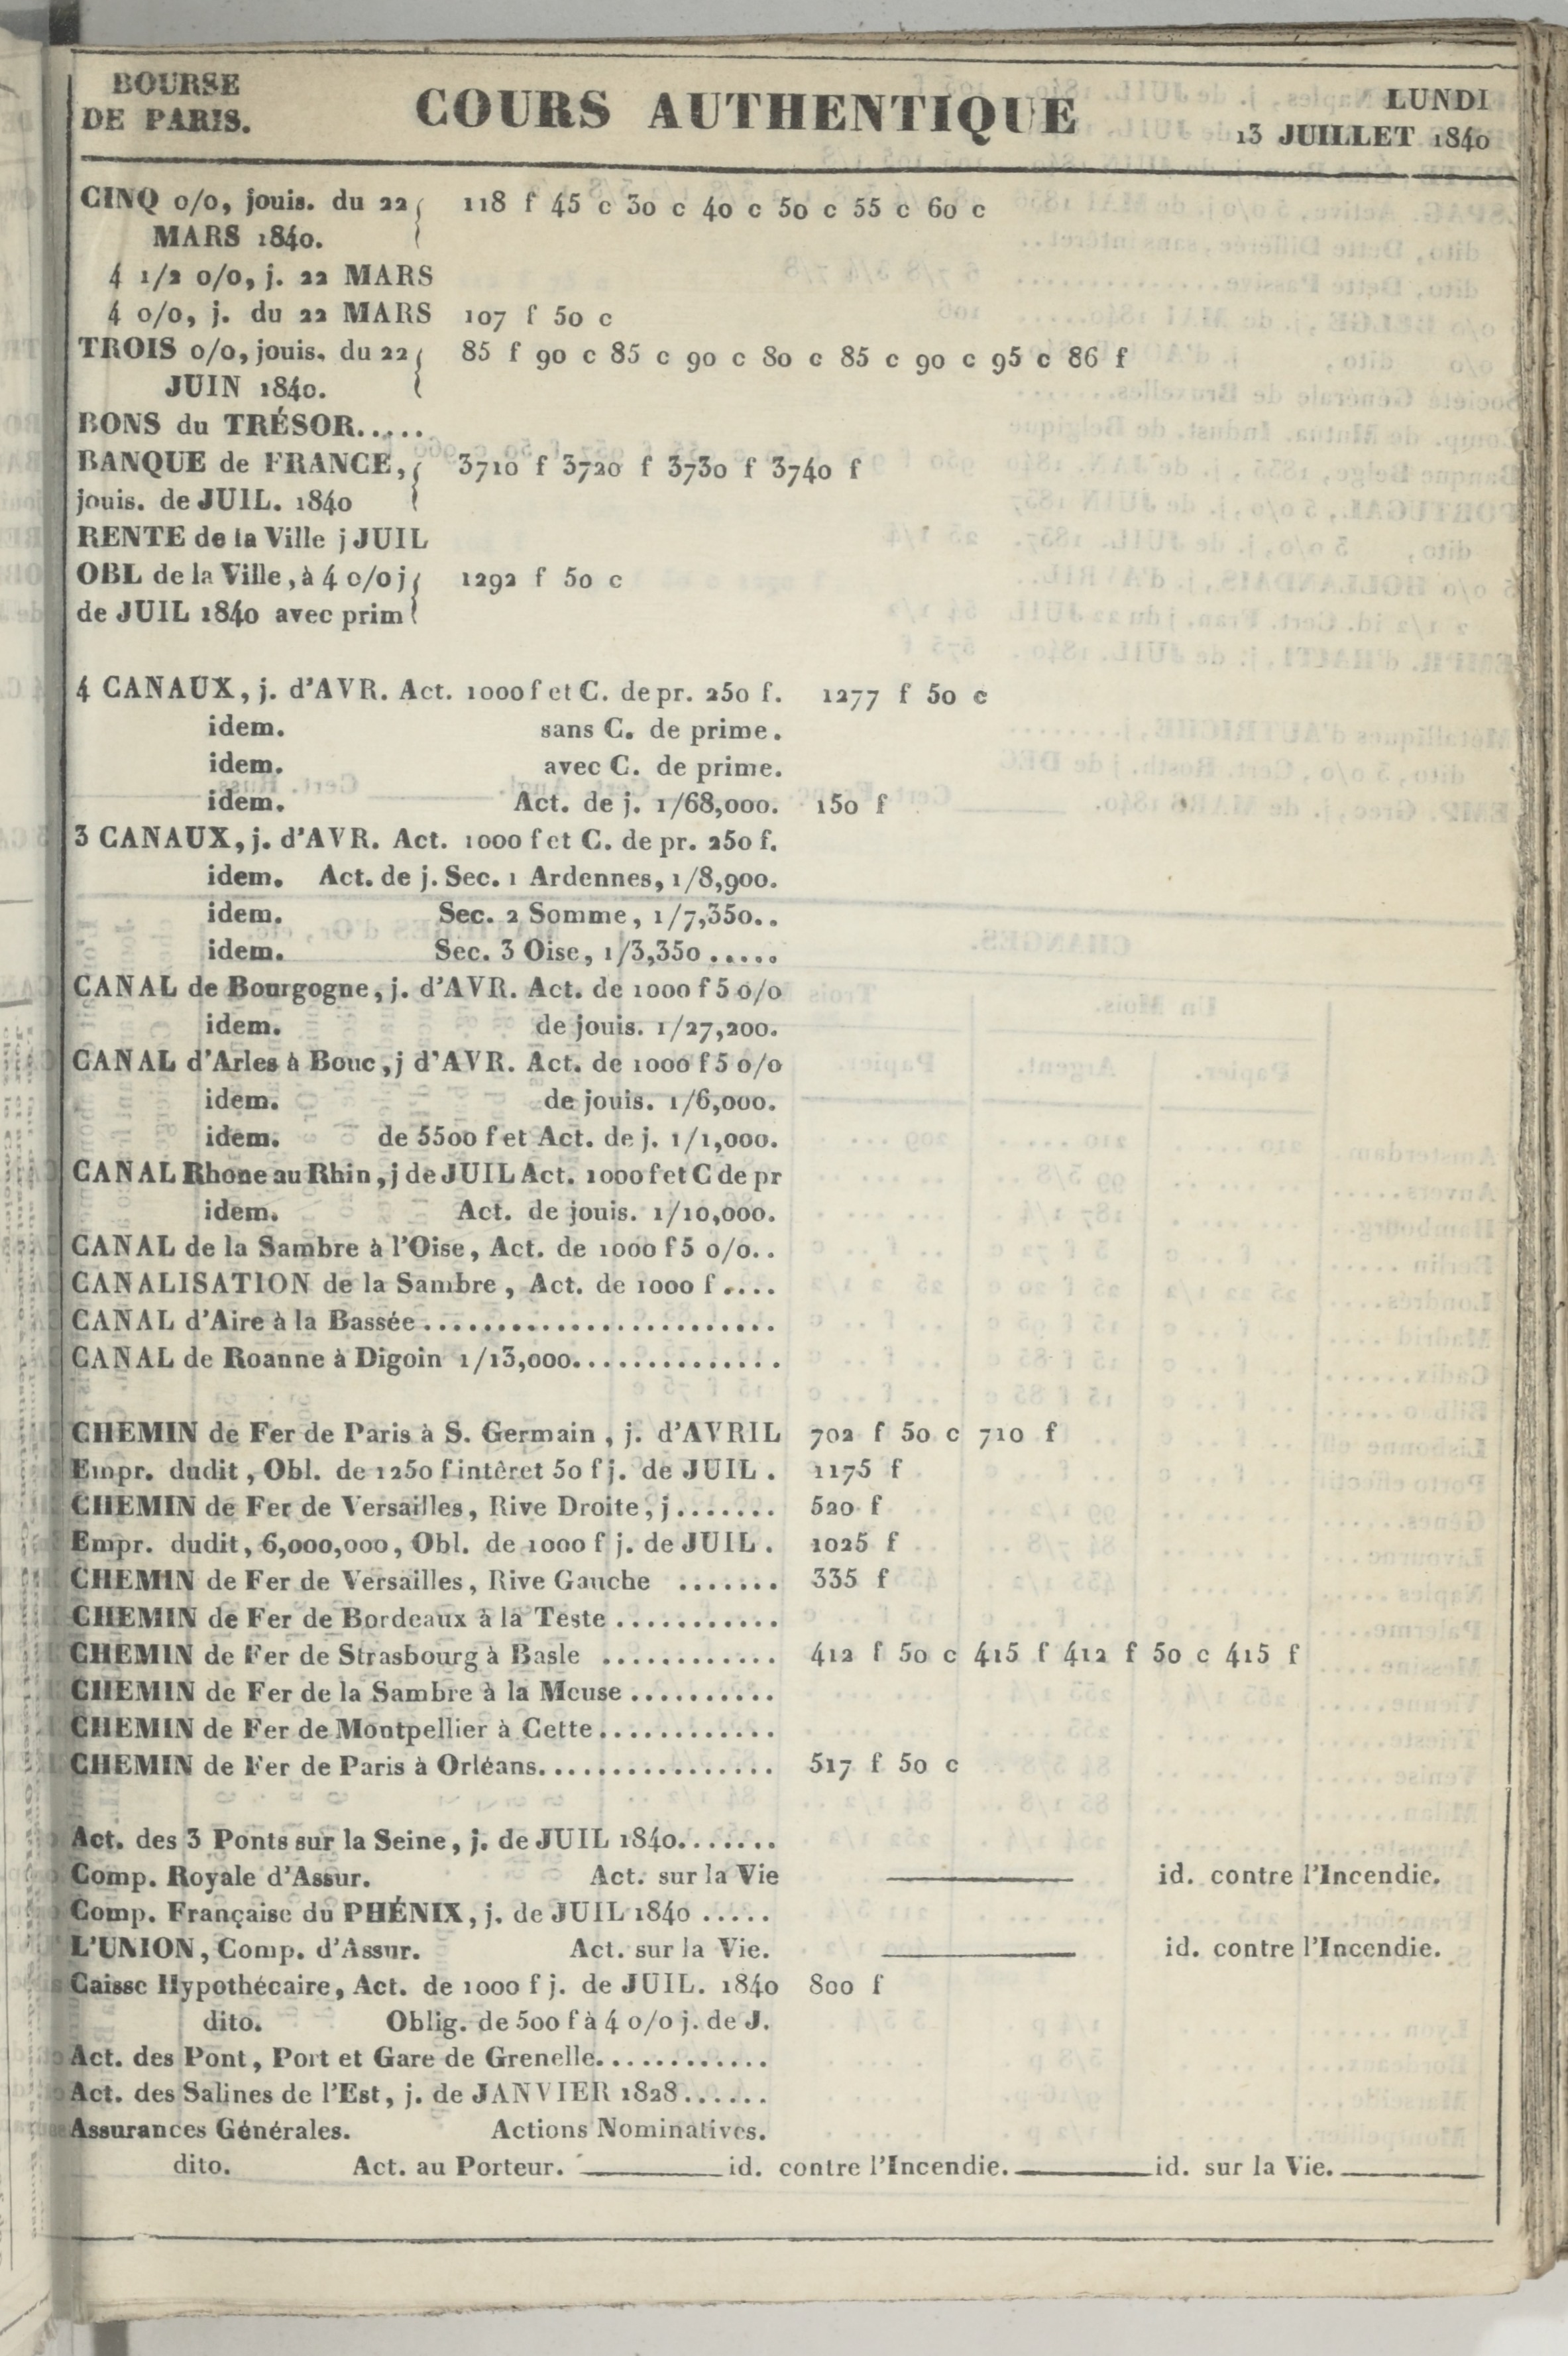 BOURSE
DE PARIS.
COURS AUTHENTIQUE
LUNDI
13 JUILLET 1840
CINQ o/o, jouis. du 22 118 f 45 c 30 c 40 c 50 c 55 c 60 c
MARS 1840.
4 1/2 o/o, j. 22 MARS
4 o/o, j. du 22 MARS 107 f 50 c
TROIS o/o, jouis. du 22 85 f 90 c 85 c 90 c 80 c 85 c 90 c 95 c 86 f
JUIN 1840.
BONS du TRÉSOR.....
BANQUE de FRANCE, 3710 f 3720 f 3730 f 3740 f
jouis. de JUIL. 1840
RENTE de la Ville j JUIL
OBL de la Ville, à 4 o/o j 1292 f 50 c
de JUIL 1840 avec prim
4 CANAUX, j. d'AVR. Act. 1000 f et C. de pr. 250 f. 1277 f 50 c
idem. sans C. de prime.
idem. avec C. de prime.
idem. Act. de j. 1/68,000. 150 f
3 CANAUX, j. d'AVR. Act. 1000 f et C. de pr. 250 f.
idem. Act. de j. Sec. 1 Ardennes, 1/8,900.
idem. Sec. 2 Somme, 1/7,350..
idem. Sec. 3 Oise, 1/3,350.....
CANAL de Bourgogne, j. d'AVR. Act. de 1000 f 5 o/o
idem. de jouis. 1/27,200.
CANAL d'Arles à Bouc, j d'AVR. Act. de 1000 f 5 o/o
idem. de jouis. 1/6,000.
idem. de 5500 f et Act. de j. 1/1,000.
CANAL Rhone au Rhin, j de JUIL Act. 1000 f et C de pr
idem. Act. de jouis. 1/10,000.
CANAL de la Sambre à l'Oise, Act. de 1000 f 5 o/o..
CANALISATION de la Sambre, Act. de 1000 f....
CANAL d'Aire à la Bassée........................
CANAL de Roanne à Digoin 1/13,000..............
CHEMIN de Fer de Paris à S. Germain, j. d'AVRIL 702 f 50 c 710 f
Empr. dudit, Obl. de 1250 f intêret 50 f j. de JUIL. 1175 f
CHEMIN de Fer de Versailles, Rive Droite, j....... 520 f
Empr. dudit, 6,000,000, Obl. de 1000 f j. de JUIL. 1025 f
CHEMIN de Fer de Versailles, Rive Gauche ....... 335 f
CHEMIN de Fer de Bordeaux à la Teste ...........
CHEMIN de Fer de Strasbourg à Basle ............ 412 f 50 c 415 f 412 f 50 c 415 f
CHEMIN de Fer de la Sambre à la Meuse..........
CHEMIN de Fer de Montpellier à Cette............
CHEMIN de Fer de Paris à Orléans................ 517 f 50 c
Act. des 3 Ponts sur la Seine, j. de JUIL 1840.......
Comp. Royale d'Assur. Act. sur la Vie id. contre l'Incendie.
Comp. Française du PHÉNIX, j. de JUIL 1840 .....
L'UNION, Comp. d'Assur. Act. sur la Vie. id. contre l'Incendie.
Caisse Hypothécaire, Act. de 1000 f j. de JUIL. 1840 800 f
dito. Oblig. de 500 f à 4 o/o j. de J.
Act. des Pont, Port et Gare de Grenelle............
Act. des Salines de l'Est, j. de JANVIER 1828......
Assurances Générales. Actions Nominatives.
dito. Act. au Porteur. id. contre l'Incendie. id. sur la Vie.